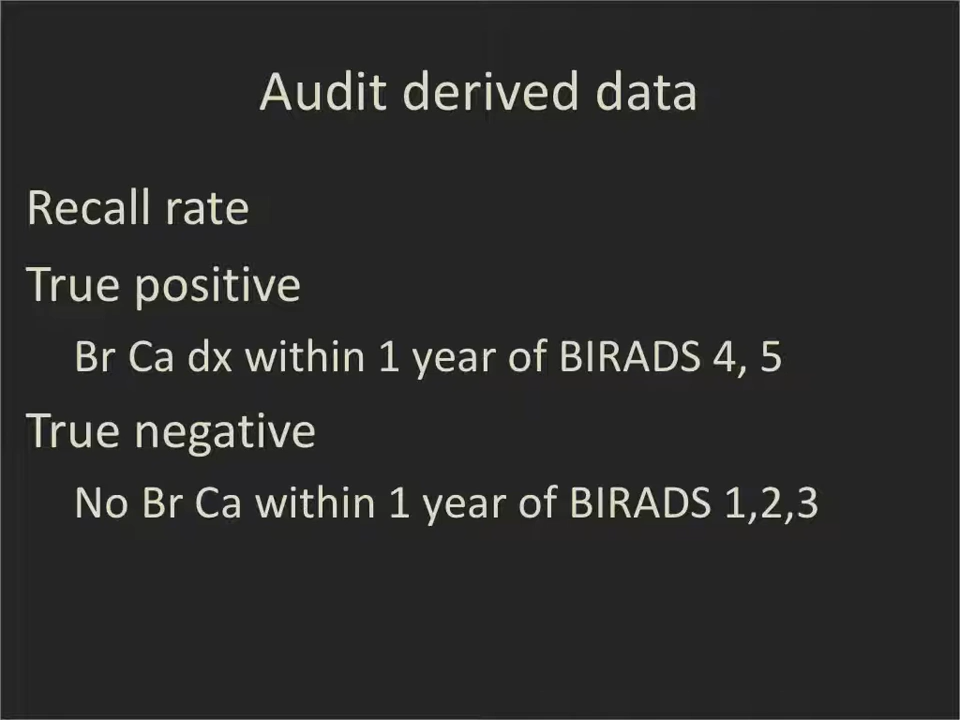 Audit derived data
Recall rate
True positive
Br Ca dx within 1 year of BIRADS 4, 5
True negative
No Br Ca within 1 year of BIRADS 1,2,3